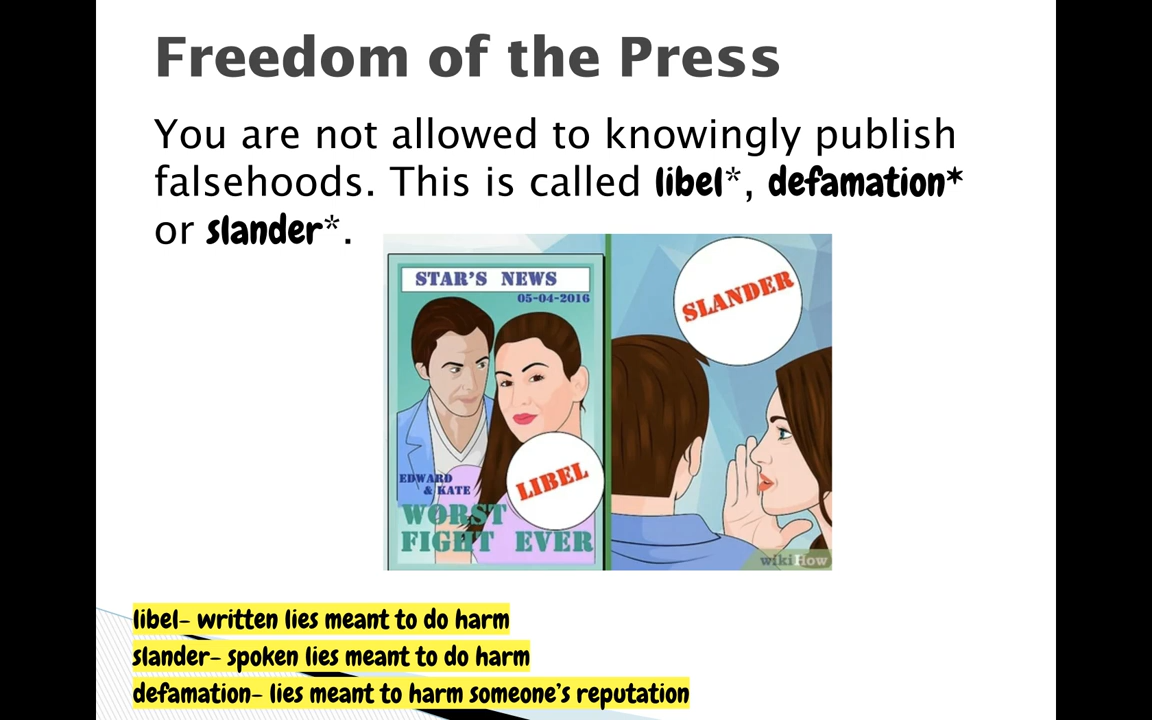 Freedom of the Press
You are not allowed to knowingly publish
falsehoods. This is called libel*, defamation*
or slander*.
STAR'S NEWS
05-04-2016
EDWARD
& KATE
WORST
FIGHT EVER
LIBEL
SLANDER
wikiHow
libel- written lies meant to do harm
slander- spoken lies meant to do harm
defamation- lies meant to harm someone's reputation